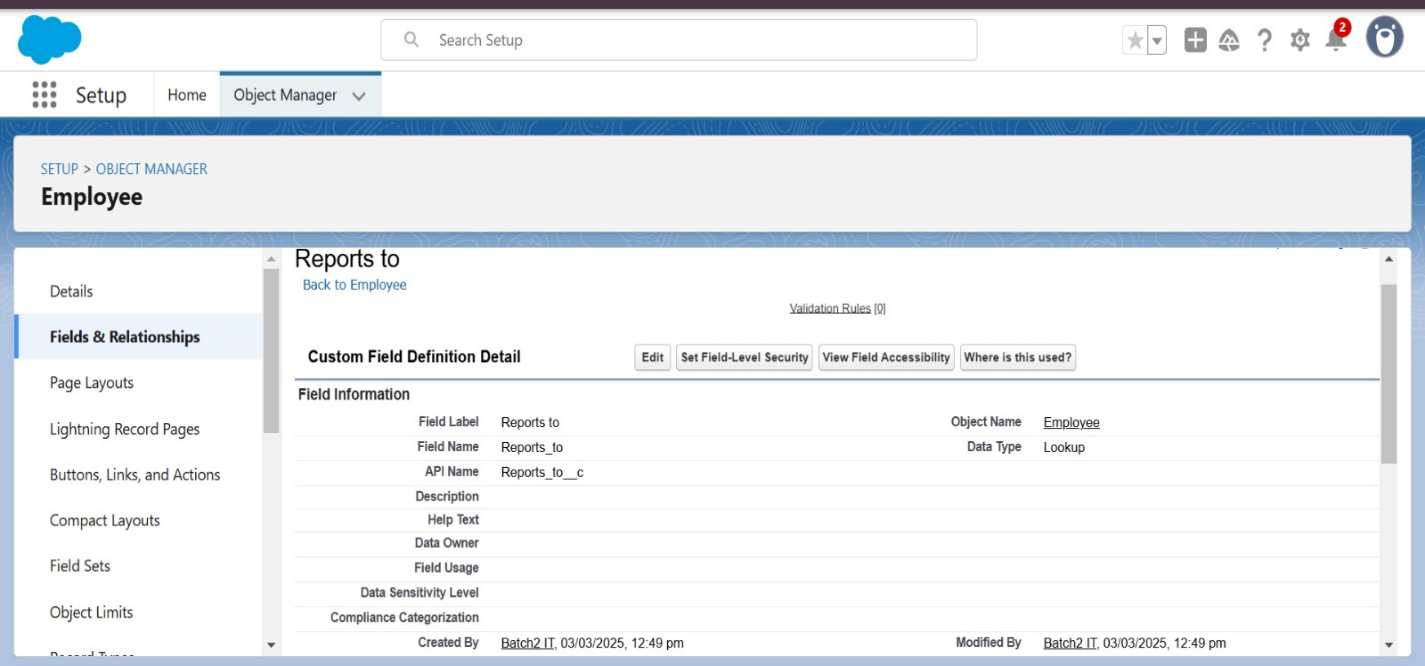 Search Setup
2
Setup
Home
Object Manager
SETUP > OBJECT MANAGER
Employee
Details
Fields & Relationships
Page Layouts
Lightning Record Pages
Buttons, Links, and Actions
Compact Layouts
Field Sets
Object Limits
Record Types
Reports to
Back to Employee
Validation Rules [0]
Custom Field Definition Detail
Edit
Set Field-Level Security
View Field Accessibility
Where is this used?
Field Information
Field Label Reports to Object Name Employee
Field Name Reports_to Data Type Lookup
API Name Reports_to__c
Description
Help Text
Data Owner
Field Usage
Data Sensitivity Level
Compliance Categorization
Created By Batch2 IT, 03/03/2025, 12:49 pm Modified By Batch2 IT, 03/03/2025, 12:49 pm